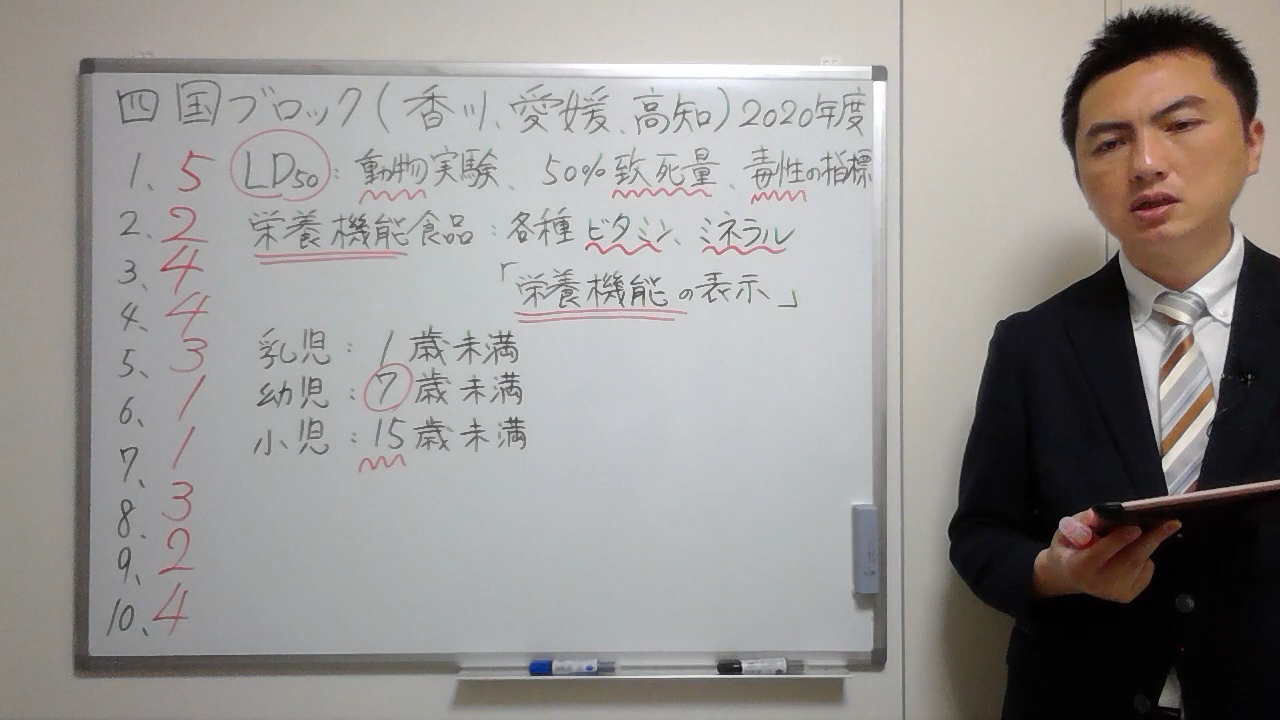 四国ブロック(香川、愛媛、高知)2020年度
1、5 LD50：動物実験、50%致死量、毒性の指標
2、2 栄養機能食品：各種ビタミン、ミネラル
3、4 「栄養機能の表示」
4、4
5、3 乳児：1歳未満
6、1 幼児：7歳未満
7、1 小児：15歳未満
8、3
9、2
10、4